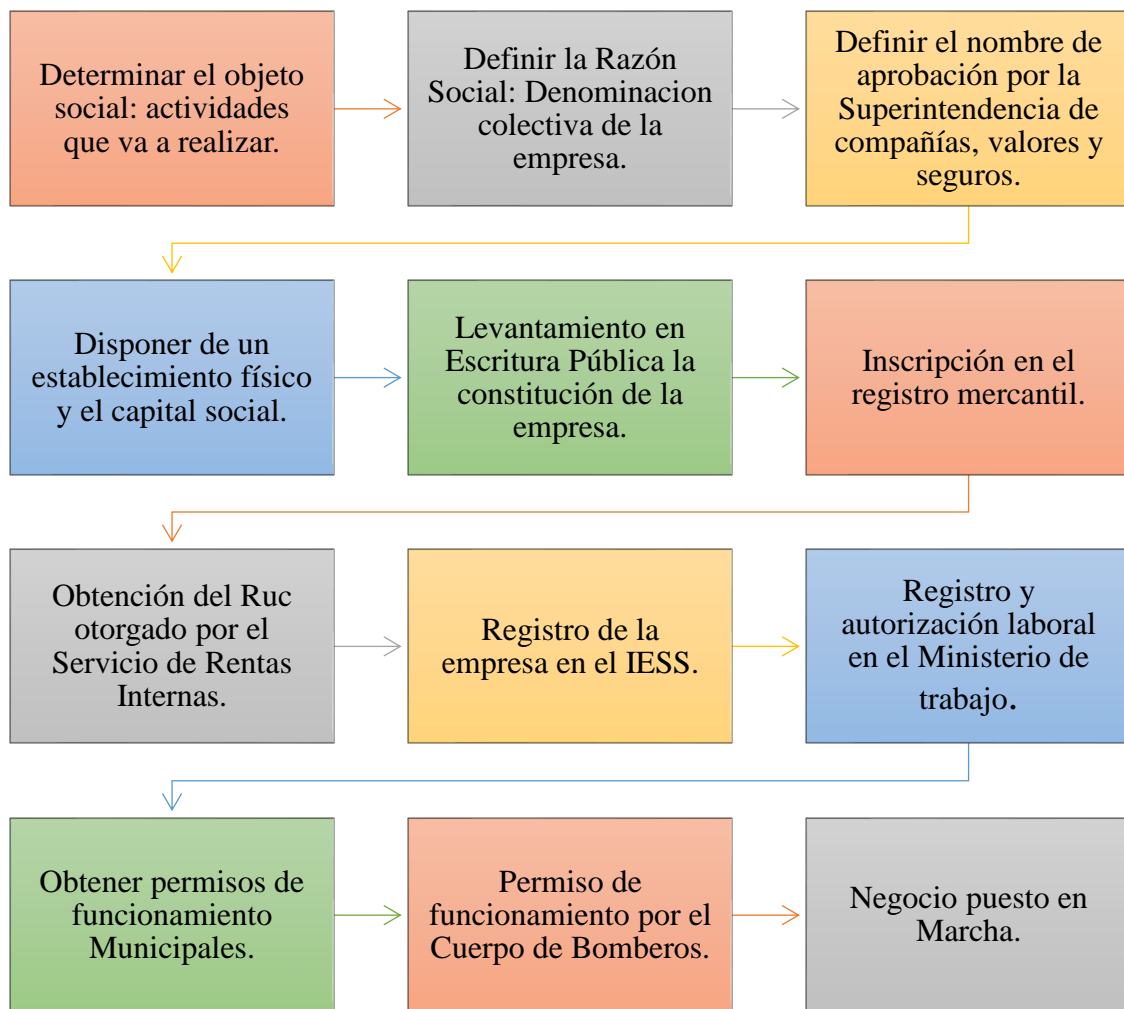 Determinar el objeto
social: actividades
que va a realizar.
Definir la Razón
Social: Denominacion
colectiva de la
empresa.
Definir el nombre de
aprobación por la
Superintendencia de
compañías, valores y
seguros.
Disponer de un
establecimiento físico
y el capital social.
Levantamiento en
Escritura Pública la
constitución de la
empresa.
Inscripción en el
registro mercantil.
Obtención del Ruc
otorgado por el
Servicio de Rentas
Internas.
Registro de la
empresa en el IESS.
Registro y
autorización laboral
en el Ministerio de
trabajo.
Obtener permisos de
funcionamiento
Municipales.
Permiso de
funcionamiento por el
Cuerpo de Bomberos.
Negocio puesto en
Marcha.